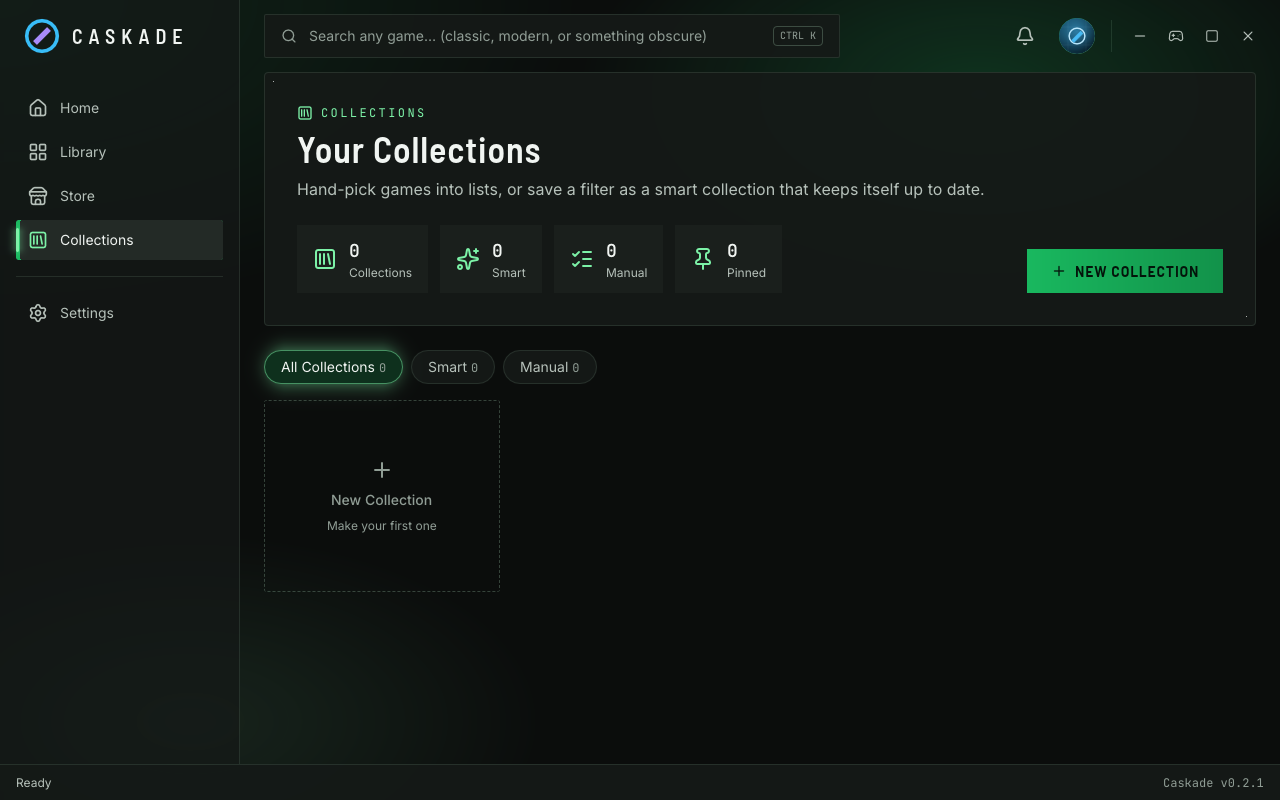 CASKADE
Search any game... (classic, modern, or something obscure)
CTRL K
Home
Library
Store
Collections
Settings
COLLECTIONS
Your Collections
Hand-pick games into lists, or save a filter as a smart collection that keeps itself up to date.
0
Collections
0
Smart
0
Manual
0
Pinned
NEW COLLECTION
All Collections 0
Smart 0
Manual 0
New Collection
Make your first one
Ready
Caskade v0.2.1